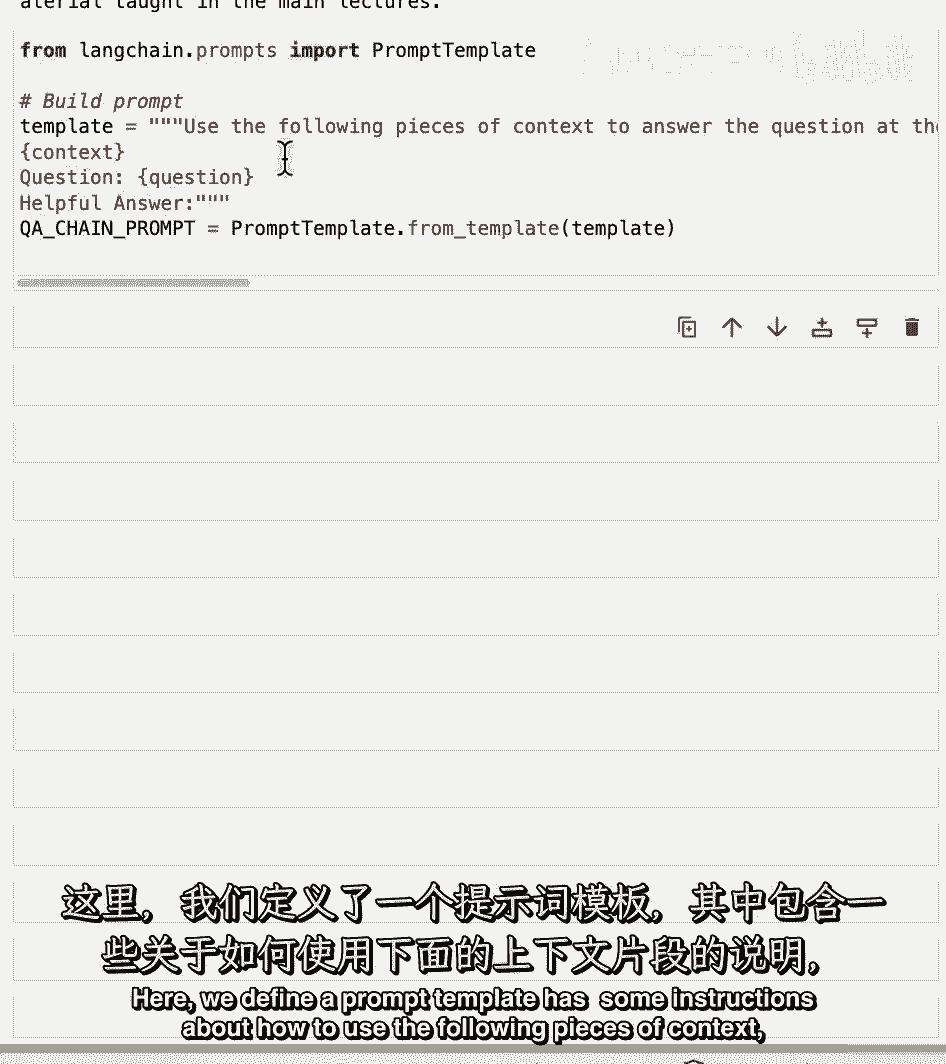 aterial taught in the main lectures.
from langchain.prompts import PromptTemplate
# Build prompt
template = """Use the following pieces of context to answer the question at the
{context}
Question: {question}
Helpful Answer:"""
QA_CHAIN_PROMPT = PromptTemplate.from_template(template)
这里，我们定义了一个提示词模板，其中包含一
些关于如何使用下面的上下文片段的说明，
Here, we define a prompt template has some instructions
about how to use the following pieces of context,